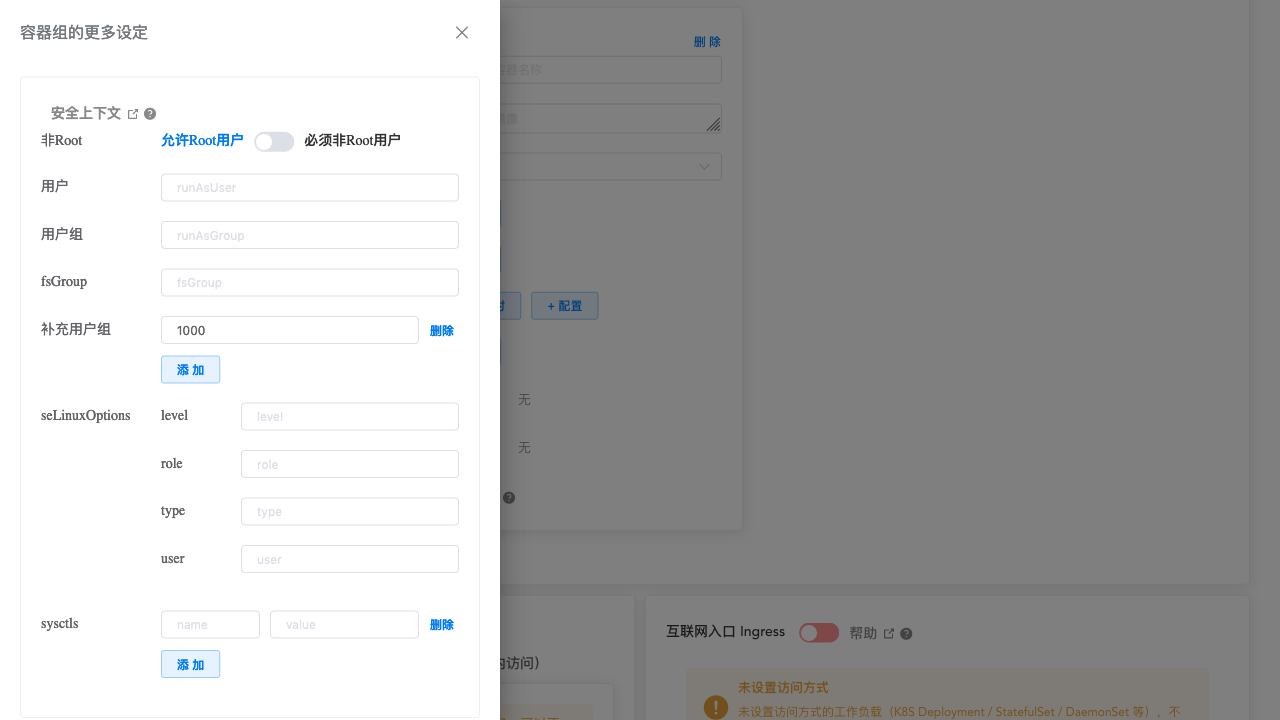 容器组的更多设定
安全上下文
非Root 允许Root用户 必须非Root用户
用户 runAsUser
用户组 runAsGroup
fsGroup fsGroup
补充用户组 1000 删除
添 加
seLinuxOptions level level
role role
type type
user user
sysctls name value 删除
添 加
删 除
器名称
+ 配置
无
无
内访问）
互联网入口 Ingress 帮助
未设置访问方式
未设置访问方式的工作负载（K8S Deployment / StatefulSet / DaemonSet 等），不